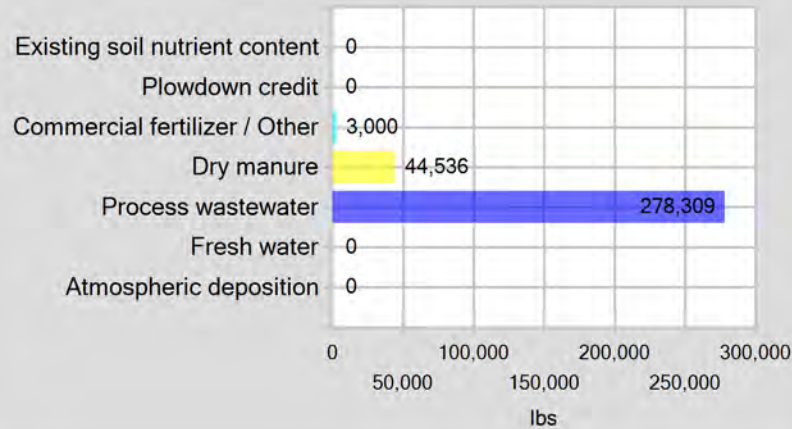 Existing soil nutrient content 0
Plowdown credit 0
Commercial fertilizer / Other 3,000
Dry manure 44,536
Process wastewater 278,309
Fresh water 0
Atmospheric deposition 0
0 100,000 200,000 300,000
50,000 150,000 250,000
lbs